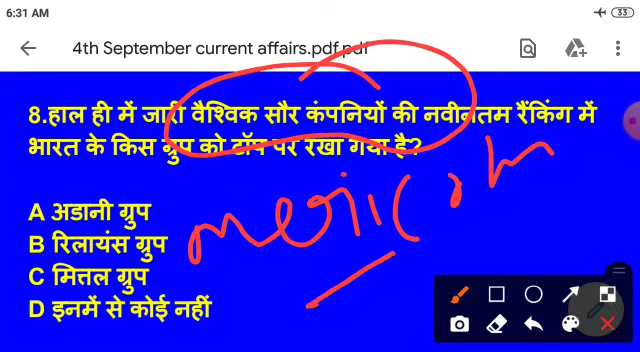 6:31 AM
33
4th September current affairs.pdf.pdf
8.हाल ही में जारी वैश्विक सौर कंपनियों की नवीनतम रैंकिंग में
भारत के किस ग्रुप को टॉप पर रखा गया है?
A अडानी ग्रुप
B रिलायंस ग्रुप
C मित्तल ग्रुप
D इनमें से कोई नहीं